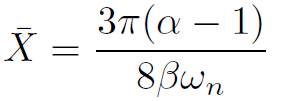 X̄ = 3π(α − 1) / 8βωₙ